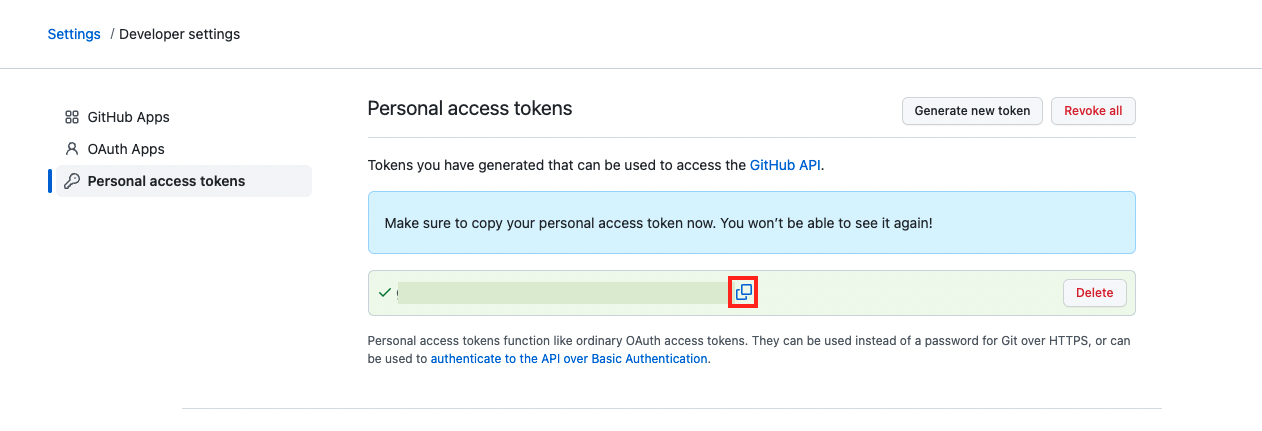 Settings / Developer settings
GitHub Apps
OAuth Apps
Personal access tokens
Personal access tokens
Generate new token
Revoke all
Tokens you have generated that can be used to access the GitHub API.
Make sure to copy your personal access token now. You won’t be able to see it again!
Delete
Personal access tokens function like ordinary OAuth access tokens. They can be used instead of a password for Git over HTTPS, or can
be used to authenticate to the API over Basic Authentication.